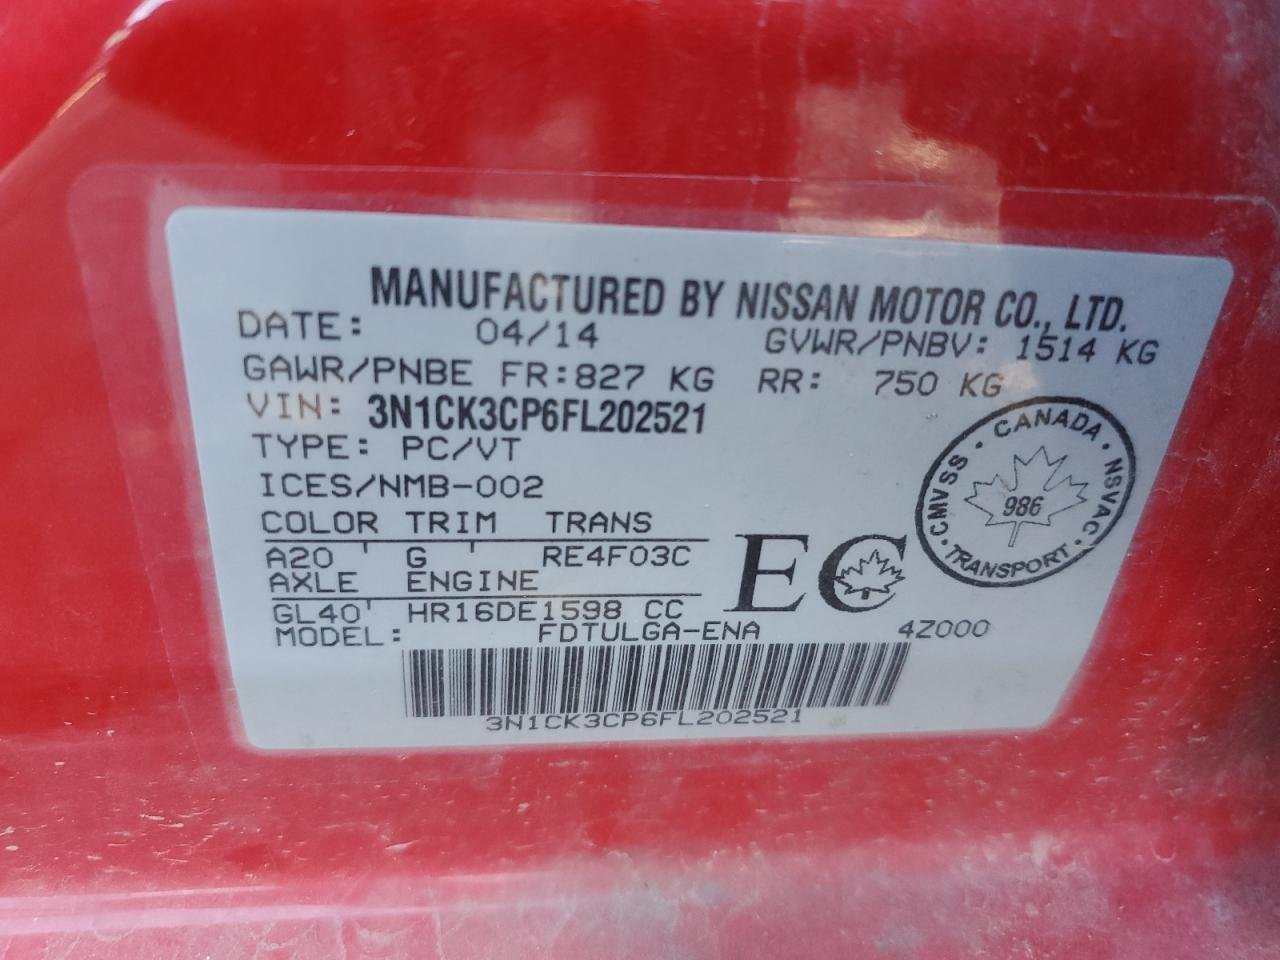 MANUFACTURED BY NISSAN MOTOR CO., LTD.
DATE: 04/14 GVWR/PNBV: 1514 KG
GAWR/PNBE FR:827 KG RR: 750 KG
VIN: 3N1CK3CP6FL202521
TYPE: PC/VT
ICES/NMB-002
COLOR TRIM TRANS
A20 ' G ' RE4F03C
AXLE ENGINE
GL40' HR16DE1598 CC
MODEL: FDTULGA-ENA 4Z000
3N1CK3CP6FL202521
EC
CANADA · NSVAC · TRANSPORT · CMVSS ·
986